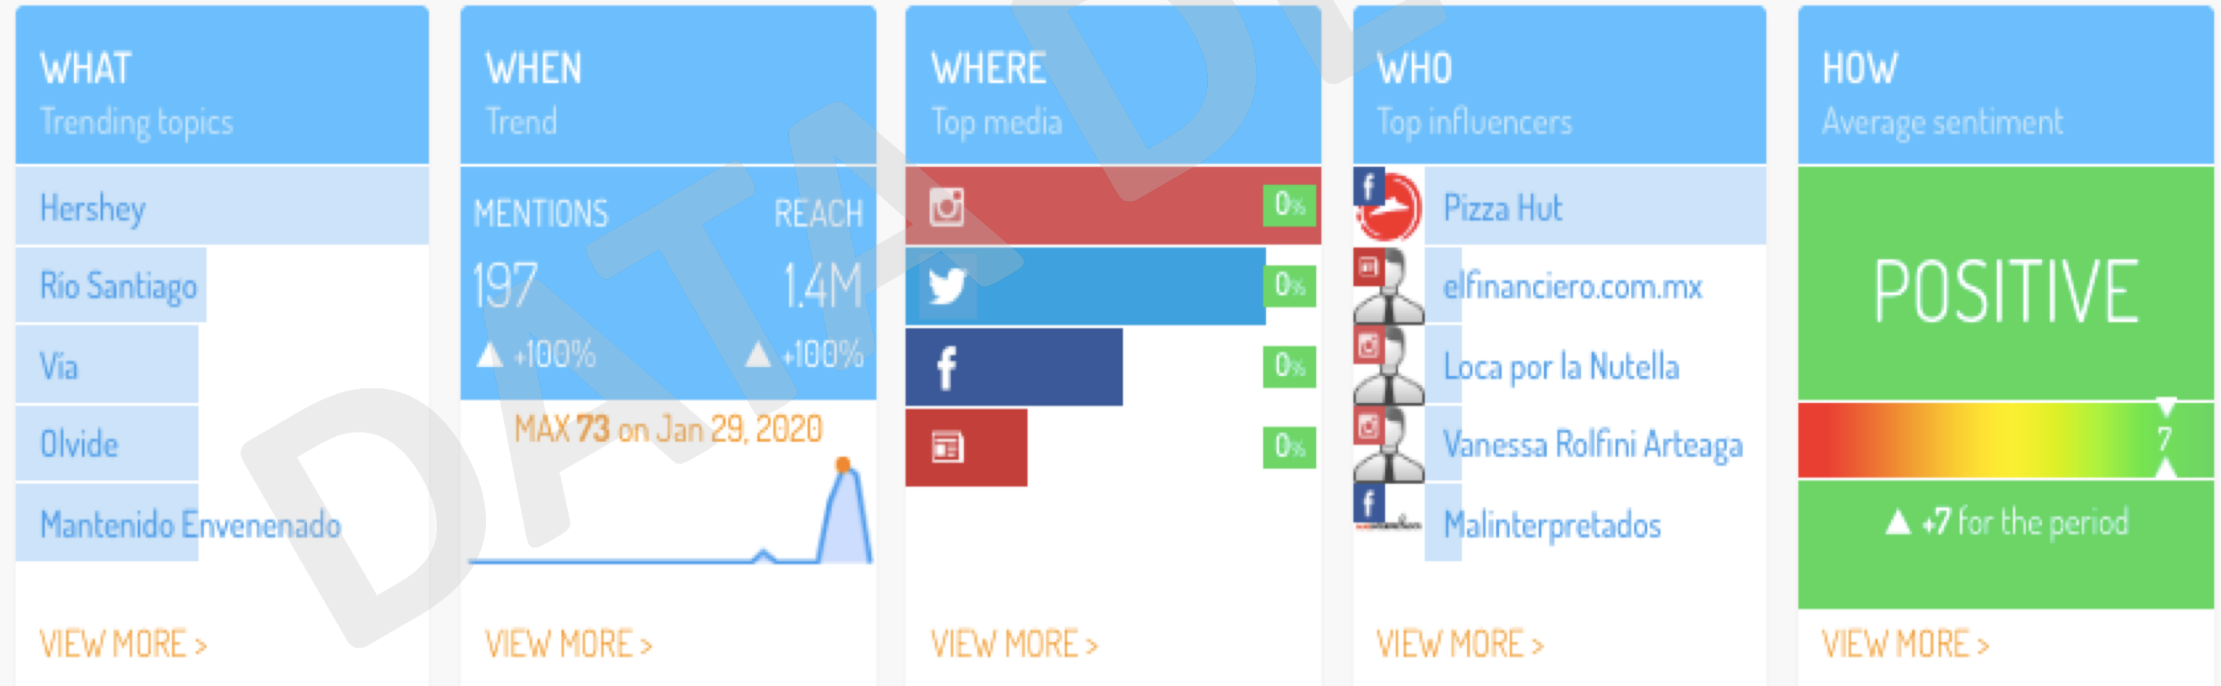 WHAT
Trending topics
Hershey
Río Santiago
Vía
Olvide
Mantenido Envenenado
VIEW MORE >
WHEN
Trend
MENTIONS REACH
197 1.4M
▲ +100% ▲ +100%
MAX 73 on Jan 29, 2020
VIEW MORE >
WHERE
Top media
0%
0%
f 0%
0%
VIEW MORE >
WHO
Top influencers
f Pizza Hut
elfinanciero.com.mx
Loca por la Nutella
Vanessa Rolfini Arteaga
f Malinterpretados
VIEW MORE >
HOW
Average sentiment
POSITIVE
7
▲ +7 for the period
VIEW MORE >
DATA DE